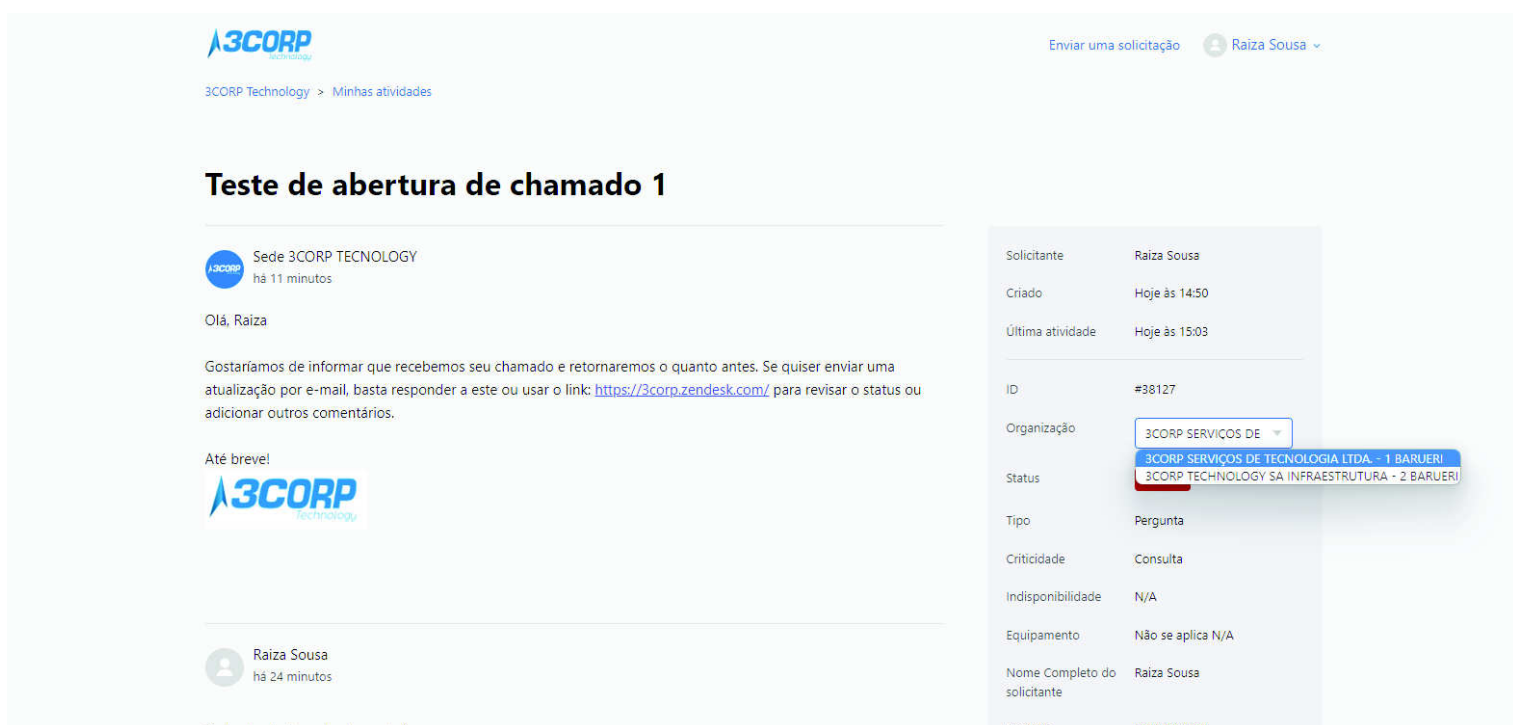 3CORP
Technology
Enviar uma solicitação
Raiza Sousa
3CORP Technology > Minhas atividades
Teste de abertura de chamado 1
3CORP
Sede 3CORP TECNOLOGY
há 11 minutos
Olá, Raiza
Gostaríamos de informar que recebemos seu chamado e retornaremos o quanto antes. Se quiser enviar uma
atualização por e-mail, basta responder a este ou usar o link: https://3corp.zendesk.com/ para revisar o status ou
adicionar outros comentários.
Até breve!
3CORP
Technology
Raiza Sousa
há 24 minutos
Solicitante Raiza Sousa
Criado Hoje às 14:50
Última atividade Hoje às 15:03
ID #38127
Organização 3CORP SERVIÇOS DE
3CORP SERVIÇOS DE TECNOLOGIA LTDA. - 1 BARUERI
3CORP TECHNOLOGY SA INFRAESTRUTURA - 2 BARUERI
Status
Tipo Pergunta
Criticidade Consulta
Indisponibilidade N/A
Equipamento Não se aplica N/A
Nome Completo do Raiza Sousa
solicitante